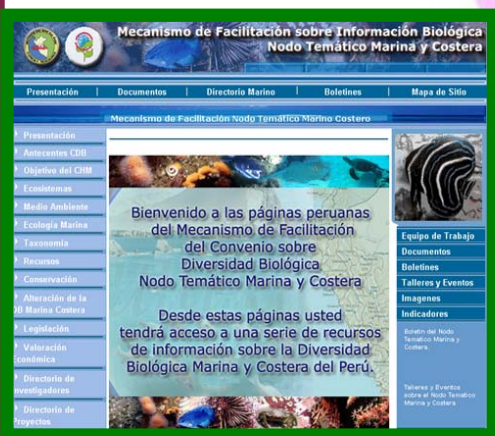 Mecanismo de Facilitación sobre Información Biológica
Nodo Temático Marina y Costera
Presentación | Documentos | Directorio Marino | Boletines | Mapa de Sitio
Mecanismo de Facilitación Nodo Temático Marino Costero
Presentación
Antecentes CDB
Objetivo del CHM
Ecosistemas
Medio Ambiente
Ecología Marina
Taxonomía
Recursos
Conservación
Alteración de la
DB Marina Costera
Legislación
Valoración
Económica
Directorio de
Investigadores
Directorio de
Proyectos
Bienvenido a las páginas peruanas
del Mecanismo de Facilitación
del Convenio sobre
Diversidad Biológica
Nodo Temático Marina y Costera
Desde estas páginas usted
tendrá acceso a una serie de recursos
de información sobre la Diversidad
Biológica Marina y Costera del Perú.
Equipo de Trabajo
Documentos
Boletines
Talleres y Eventos
Imagenes
Indicadores
Boletin del Nodo
Tematico Marina y
Costera.
Talleres y Eventos
sobre el Nodo Tematico
Marina y Costera